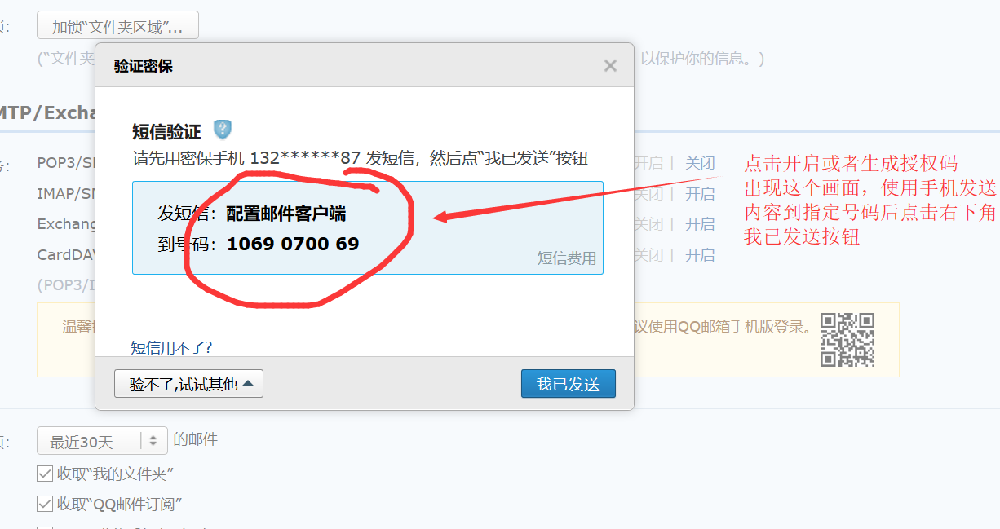 加锁“文件夹区域”...
(“文件夹
以保护你的信息。)
验证密保
MTP/Excha
短信验证
请先用密保手机 132******87 发短信，然后点“我已发送”按钮
POP3/S
开启 | 关闭
点击开启或者生成授权码
出现这个画面，使用手机发送
内容到指定号码后点击右下角
我已发送按钮
IMAP/S
关闭 | 开启
发短信：配置邮件客户端
Exchang
关闭 | 开启
到号码：1069 0700 69
CardDA
关闭 | 开启
短信费用
(POP3/I
温馨
议使用QQ邮箱手机版登录。
短信用不了?
验不了,试试其他
我已发送
最近30天 的邮件
收取“我的文件夹”
收取“QQ邮件订阅”